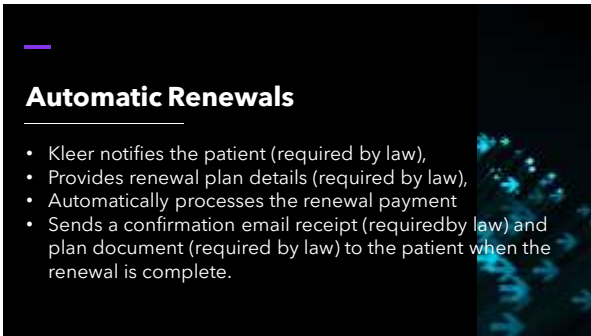 Automatic Renewals
• Kleer notifies the patient (required by law),
• Provides renewal plan details (required by law),
• Automatically processes the renewal payment
• Sends a confirmation email receipt (requiredby law) and
plan document (required by law) to the patient when the
renewal is complete.